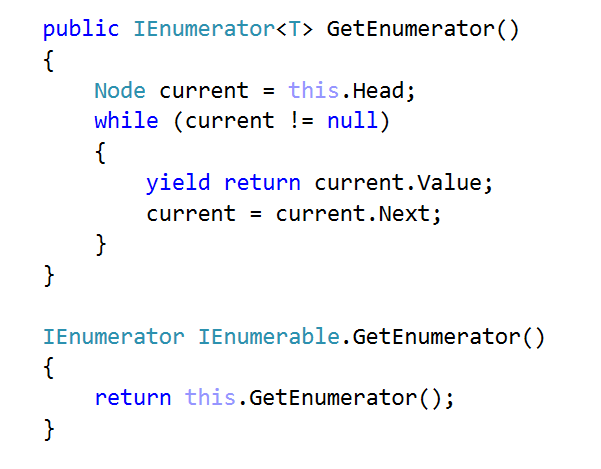 public IEnumerator<T> GetEnumerator()
{
    Node current = this.Head;
    while (current != null)
    {
        yield return current.Value;
        current = current.Next;
    }
}

IEnumerator IEnumerable.GetEnumerator()
{
    return this.GetEnumerator();
}